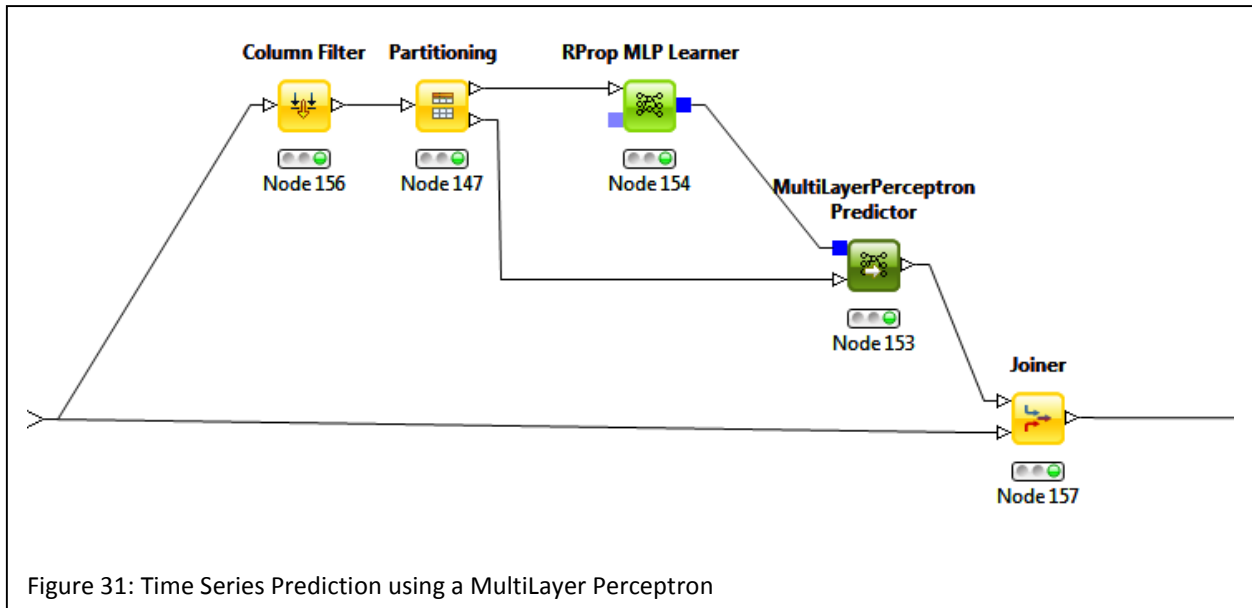 Column Filter
Partitioning
RProp MLP Learner
Node 156
Node 147
Node 154
MultiLayerPerceptron
Predictor
Node 153
Joiner
Node 157
Figure 31: Time Series Prediction using a MultiLayer Perceptron